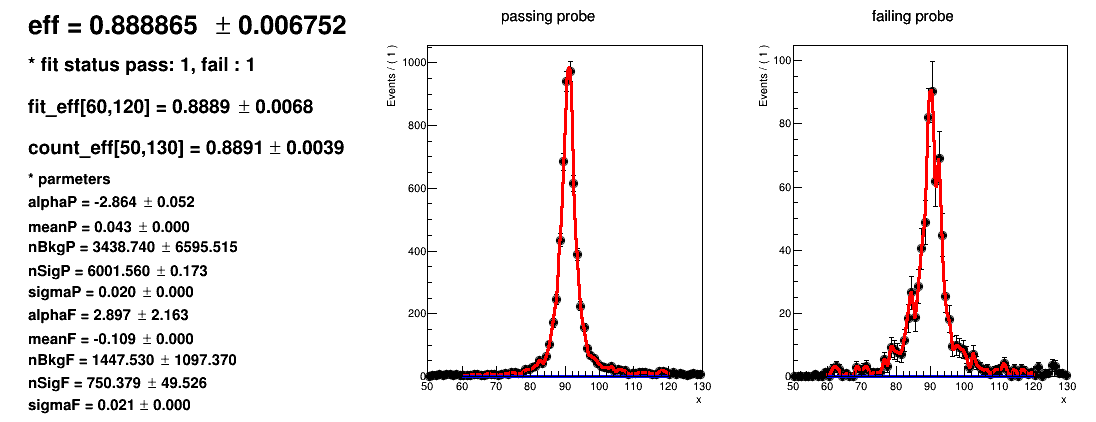 eff = 0.888865 ± 0.006752
* fit status pass: 1, fail : 1
fit_eff[60,120] = 0.8889 ± 0.0068
count_eff[50,130] = 0.8891 ± 0.0039
* parmeters
alphaP = -2.864 ± 0.052
meanP = 0.043 ± 0.000
nBkgP = 3438.740 ± 6595.515
nSigP = 6001.560 ± 0.173
sigmaP = 0.020 ± 0.000
alphaF = 2.897 ± 2.163
meanF = -0.109 ± 0.000
nBkgF = 1447.530 ± 1097.370
nSigF = 750.379 ± 49.526
sigmaF = 0.021 ± 0.000
passing probe
Events / ( 1 )
1000
800
600
400
200
0
50 60 70 80 90 100 110 120 130
x
failing probe
Events / ( 1 )
100
80
60
40
20
0
50 60 70 80 90 100 110 120 130
x